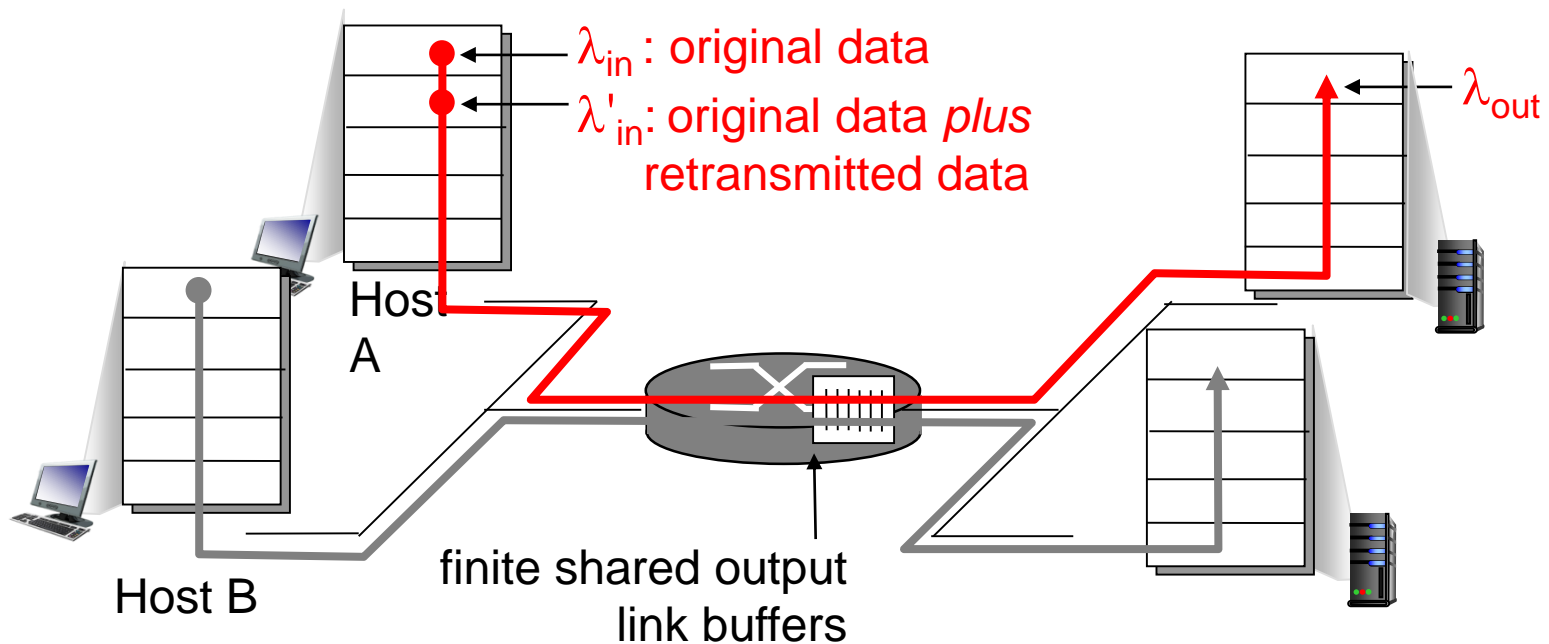 λin : original data
λ'in: original data plus
retransmitted data
λout
Host
A
Host B
finite shared output
link buffers